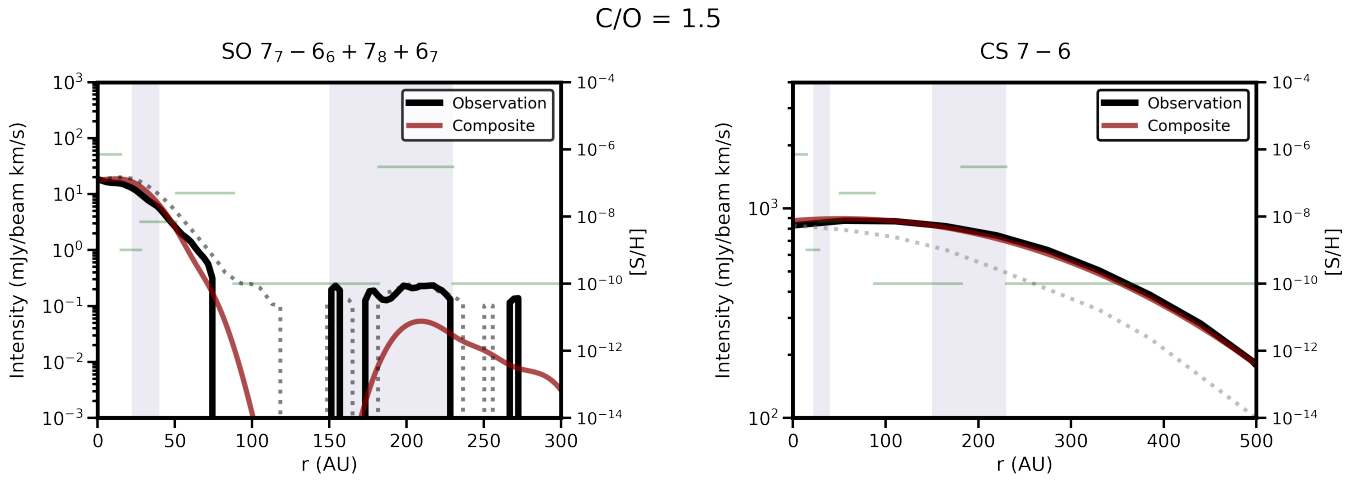 C/O = 1.5
SO 7₇ − 6₆ + 7₈ + 6₇
CS 7 − 6
Intensity (mJy/beam km/s)
10³
10²
10¹
10⁰
10⁻¹
10⁻²
10⁻³
Observation
Composite
10⁻⁴
10⁻⁶
10⁻⁸
10⁻¹⁰
10⁻¹²
10⁻¹⁴
[S/H]
0 50 100 150 200 250 300
r (AU)
Intensity (mJy/beam km/s)
10³
10²
Observation
Composite
10⁻⁴
10⁻⁶
10⁻⁸
10⁻¹⁰
10⁻¹²
10⁻¹⁴
[S/H]
0 100 200 300 400 500
r (AU)